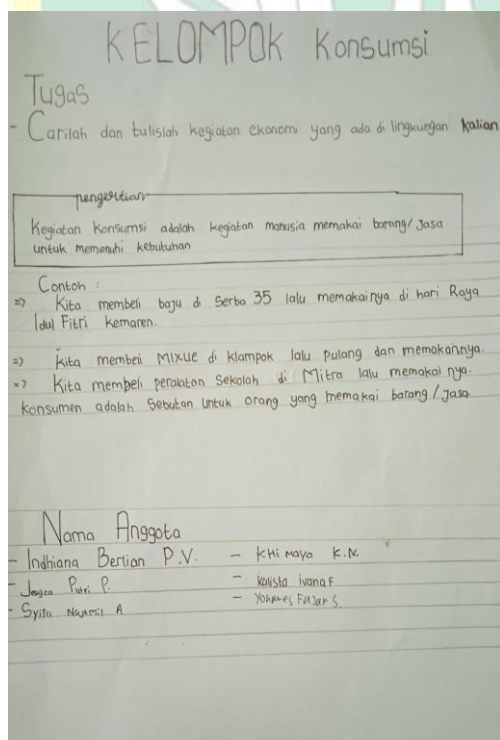 KELOMPOK Konsumsi
Tugas
- Carilah dan tulislah kegiatan ekonomi yang ada di lingkungan kalian
pengertian
Kegiatan Konsumsi adalah kegiatan manusia memakai barang/Jasa
untuk memenuhi kebutuhan
Contoh :
=> Kita membeli baju di Serba 35 lalu memakainya di hari Raya
Idul Fitri kemaren.
=> Kita membeli MIXUE di klampok lalu pulang dan memakannya.
=> Kita membeli peralatan Sekolah di Mitra lalu memakai nya.
Konsumen adalah Sebutan untuk orang yang memakai barang/Jasa
Nama Anggota
- Indhiana Bertian P.V. - KHi maya K.N.
- Jesyca Putri P. - kalista Ivana F
- Syifa A - Yohanes Fajar S.